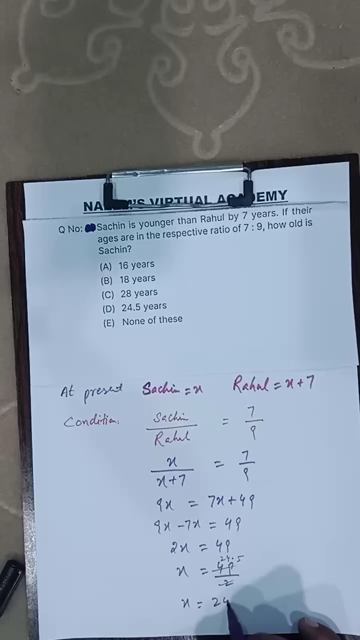 NA 'S VIRTUAL ACADEMY
Q No: Sachin is younger than Rahul by 7 years. If their
ages are in the respective ratio of 7 : 9, how old is
Sachin?
(A) 16 years
(B) 18 years
(C) 28 years
(D) 24.5 years
(E) None of these
At present Sachin = x Rahul = x + 7
Condition: Sachin/Rahul = 7/9
x/x+7 = 7/9
9x = 7x + 49
9x - 7x = 49
2x = 49
24.5
x = 49/2
x = 24